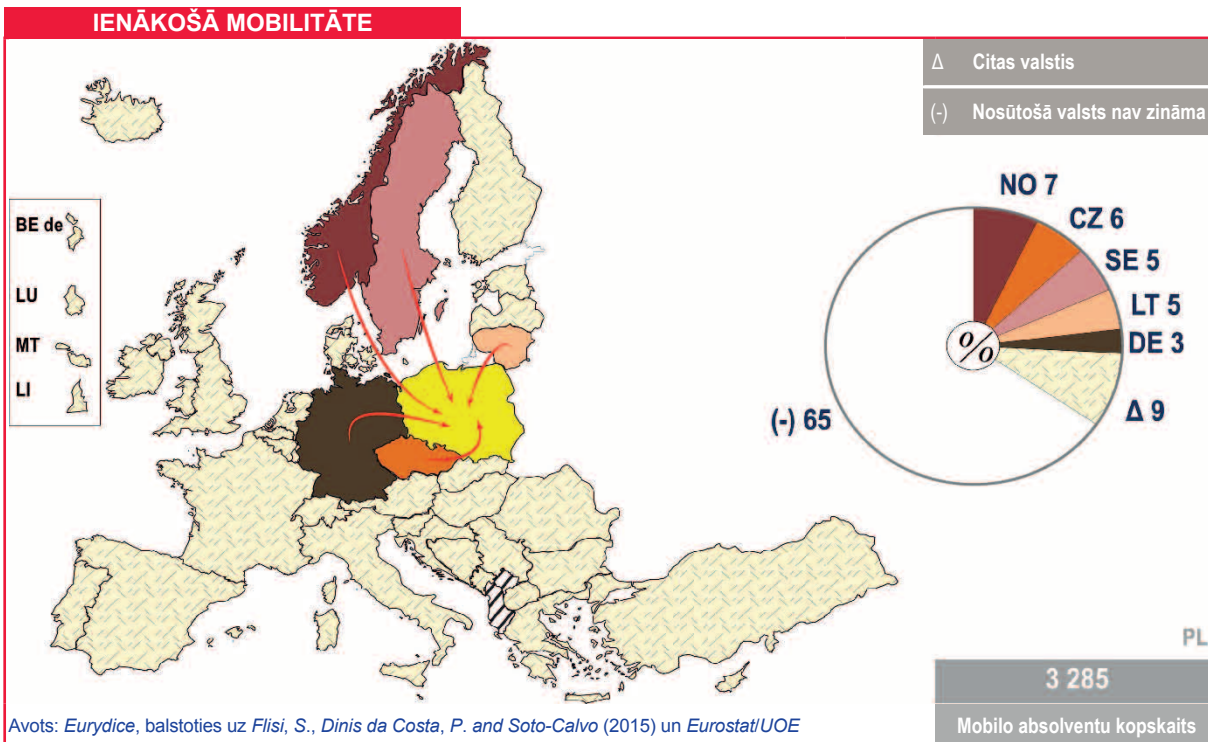 IENĀKOŠĀ MOBILITĀTE
Δ Citas valstis
(-) Nosūtošā valsts nav zināma
BE de
LU
MT
LI
NO 7
CZ 6
SE 5
LT 5
DE 3
Δ 9
(-) 65
%
PL
3 285
Mobilo absolventu kopskaits
Avots: Eurydice, balstoties uz Flisi, S., Dinis da Costa, P. and Soto-Calvo (2015) un Eurostat/UOE